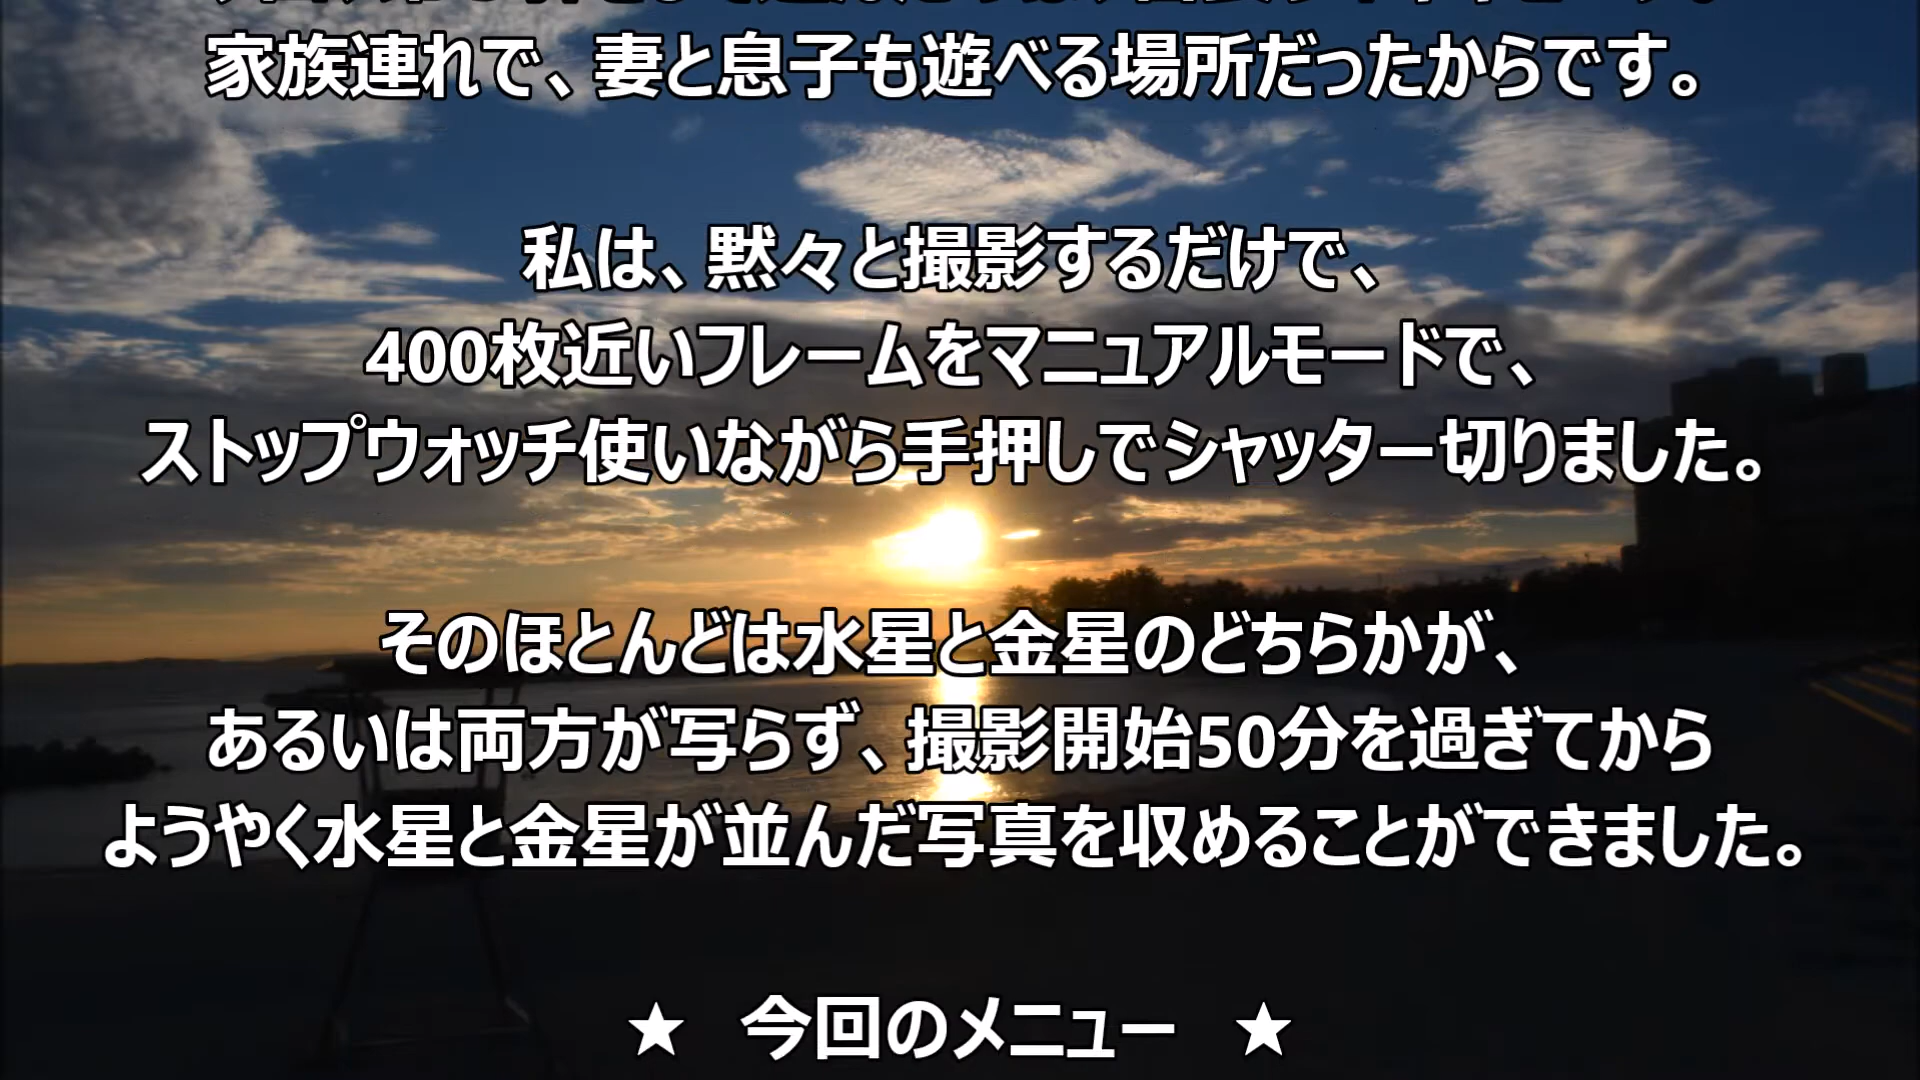 家族連れで、妻と息子も遊べる場所だったからです。
私は、黙々と撮影するだけで、
400枚近いフレームをマニュアルモードで、
ストップウォッチ使いながら手押しでシャッター切りました。
そのほとんどは水星と金星のどちらかが、
あるいは両方が写らず、撮影開始50分を過ぎてから
ようやく水星と金星が並んだ写真を収めることができました。
★ 今回のメニュー ★